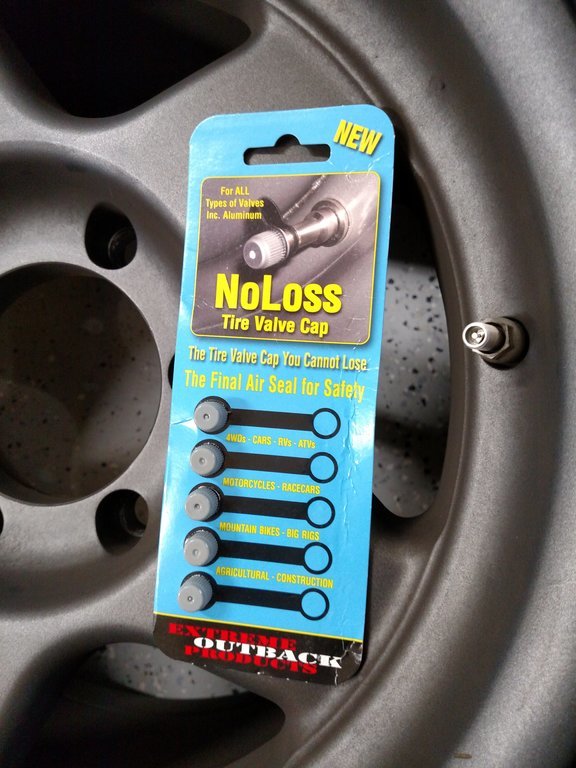 NEW
For ALL
Types of Valves
Inc. Aluminum
NoLoss
Tire Valve Cap
The Tire Valve Cap You Cannot Lose
The Final Air Seal for Safety
4WDs - CARS - RVs - ATVs
MOTORCYCLES - RACECARS
MOUNTAIN BIKES - BIG RIGS
AGRICULTURAL - CONSTRUCTION
EXTREME
OUTBACK
PRODUCTS